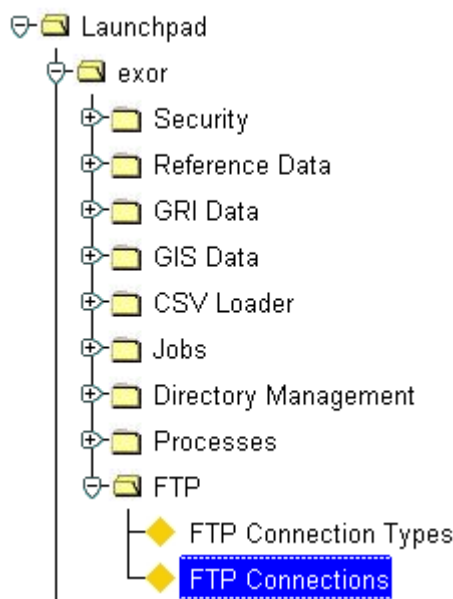 Launchpad
exor
Security
Reference Data
GRI Data
GIS Data
CSV Loader
Jobs
Directory Management
Processes
FTP
FTP Connection Types
FTP Connections